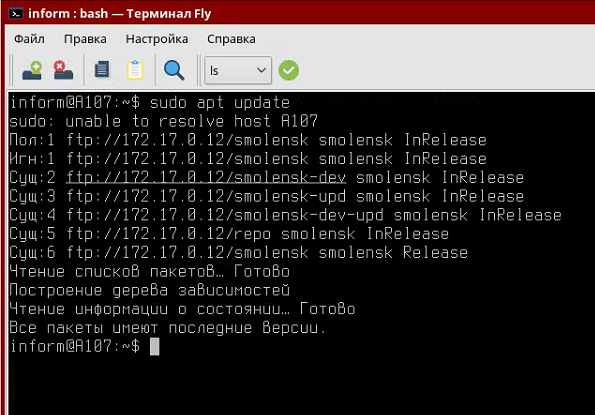 inform : bash — Терминал Fly
Файл Правка Настройка Справка
ls
inform@A107:~$ sudo apt update
sudo: unable to resolve host A107
Пол:1 ftp://172.17.0.12/smolensk smolensk InRelease
Игн:1 ftp://172.17.0.12/smolensk smolensk InRelease
Сущ:2 ftp://172.17.0.12/smolensk-dev smolensk InRelease
Сущ:3 ftp://172.17.0.12/smolensk-upd smolensk InRelease
Сущ:4 ftp://172.17.0.12/smolensk-dev-upd smolensk InRelease
Сущ:5 ftp://172.17.0.12/repo smolensk InRelease
Сущ:6 ftp://172.17.0.12/smolensk smolensk Release
Чтение списков пакетов… Готово
Построение дерева зависимостей
Чтение информации о состоянии… Готово
Все пакеты имеют последние версии.
inform@A107:~$